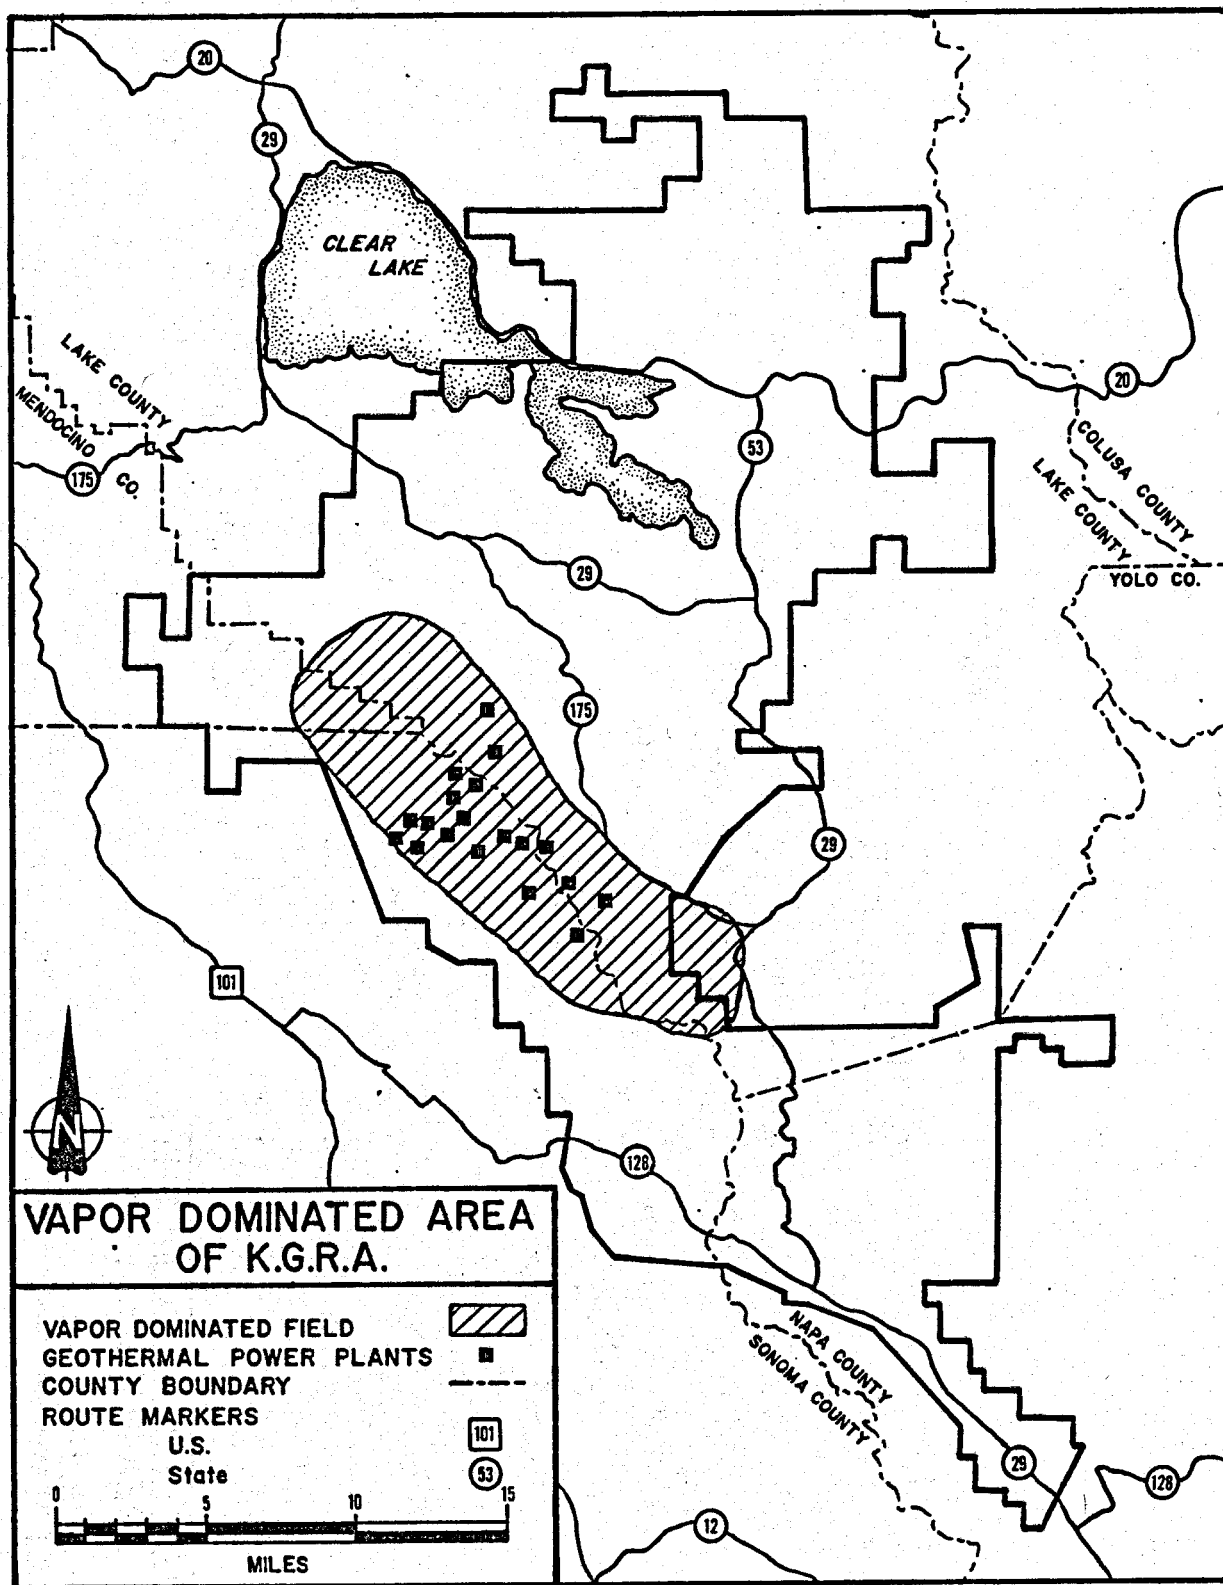 20
29
CLEAR
LAKE
LAKE COUNTY
MENDOCINO CO.
175
53
20
COLUSA COUNTY
LAKE COUNTY
YOLO CO.
29
175
29
101
N
128
NAPA COUNTY
SONOMA COUNTY
29
128
12
VAPOR DOMINATED AREA
OF K.G.R.A.
VAPOR DOMINATED FIELD
GEOTHERMAL POWER PLANTS
COUNTY BOUNDARY
ROUTE MARKERS
U.S. 101
State 53
0 5 10 15
MILES